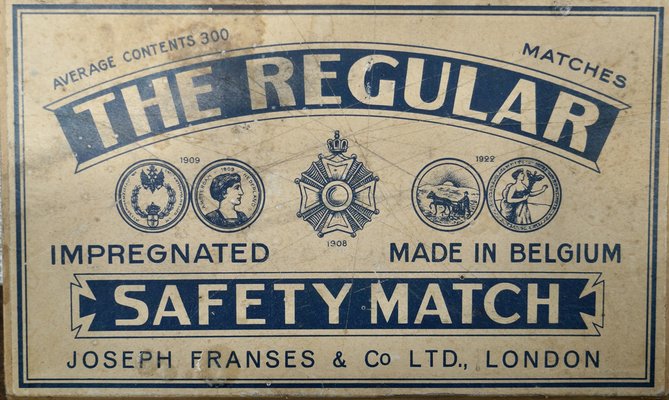 AVERAGE CONTENTS 300 MATCHES
THE REGULAR
1909 1922
1908
IMPREGNATED MADE IN BELGIUM
SAFETY MATCH
JOSEPH FRANSES & Co LTD., LONDON